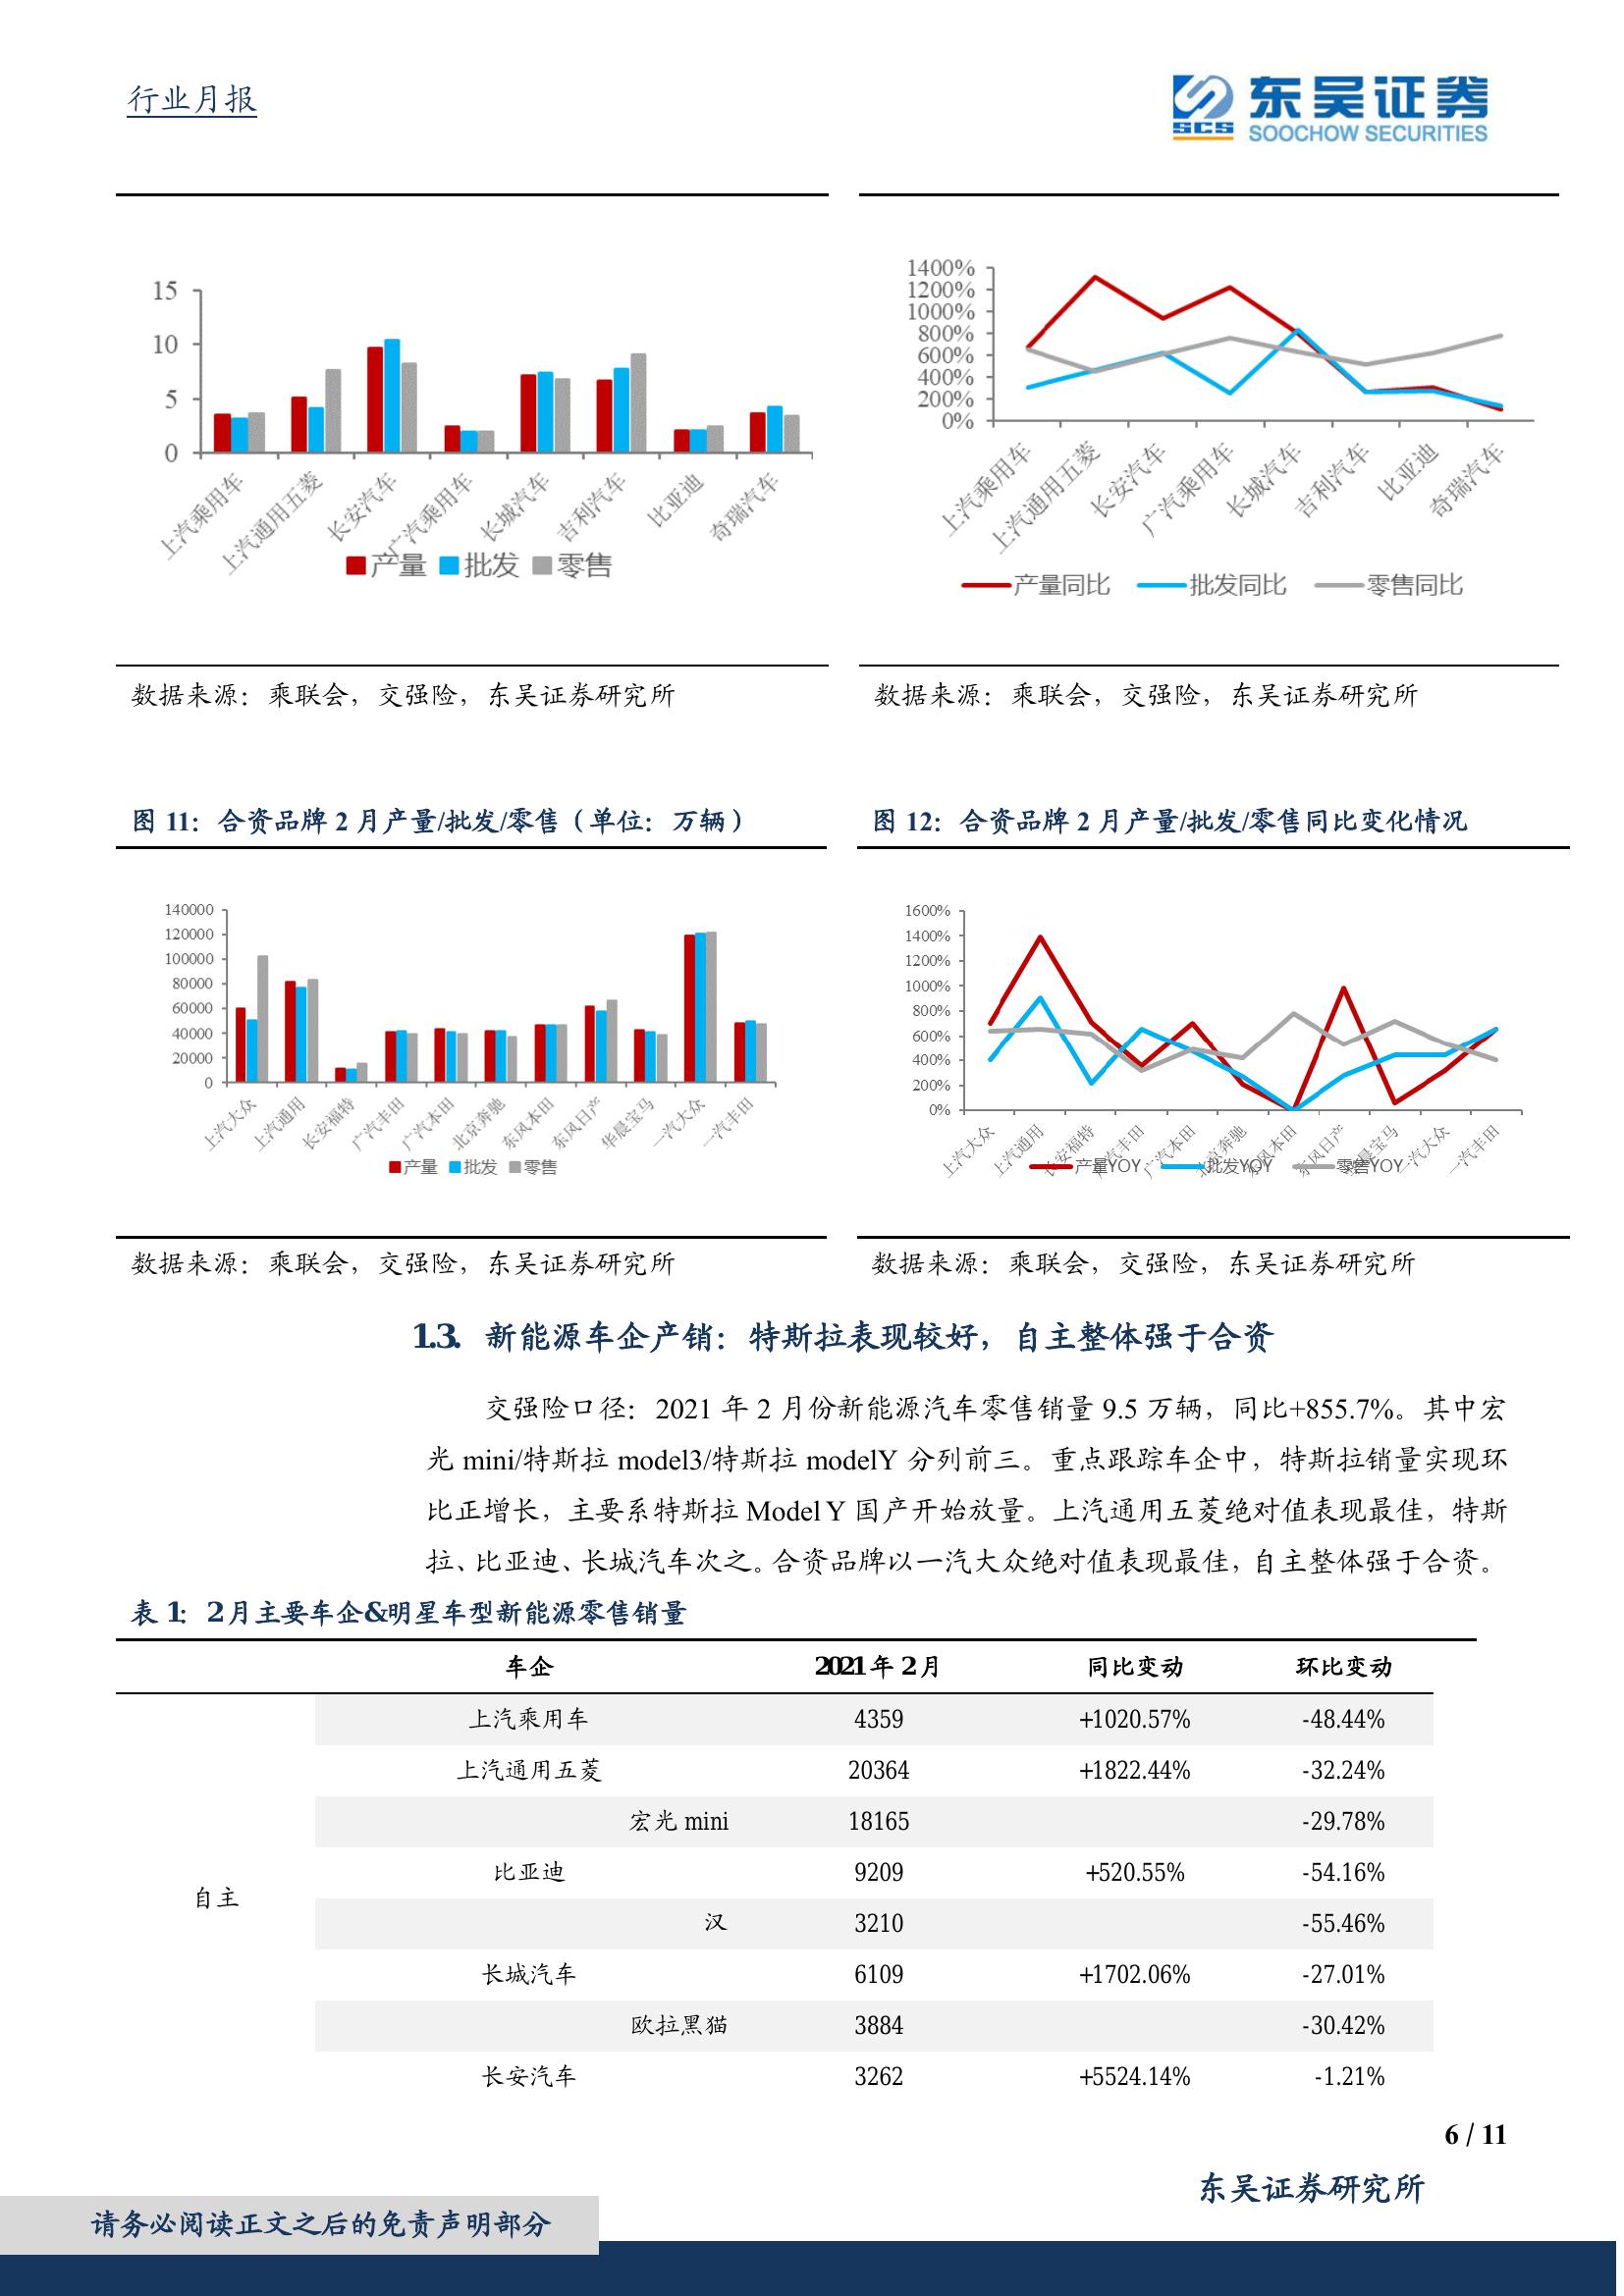 行业月报
东吴证券
SCS
SOOCHOW SECURITIES
15
10
5
0
上汽乘用车
上汽通用五菱
长安汽车
广汽乘用车
长城汽车
吉利汽车
比亚迪
奇瑞汽车
产量 批发 零售
1400%
1200%
1000%
800%
600%
400%
200%
0%
上汽乘用车
上汽通用五菱
长安汽车
广汽乘用车
长城汽车
吉利汽车
比亚迪
奇瑞汽车
产量同比 批发同比 零售同比
数据来源：乘联会，交强险，东吴证券研究所
数据来源：乘联会，交强险，东吴证券研究所
图 11：合资品牌 2 月产量/批发/零售（单位：万辆）
图 12：合资品牌 2 月产量/批发/零售同比变化情况
140000
120000
100000
80000
60000
40000
20000
0
上汽大众
上汽通用
长安福特
广汽丰田
广汽本田
北京奔驰
东风本田
东风日产
华晨宝马
一汽大众
一汽丰田
产量 批发 零售
1600%
1400%
1200%
1000%
800%
600%
400%
200%
0%
上汽大众
上汽通用
长安福特
广汽丰田
广汽本田
北京奔驰
东风本田
东风日产
华晨宝马
一汽大众
一汽丰田
产量YOY 批发YOY 零售YOY
数据来源：乘联会，交强险，东吴证券研究所
数据来源：乘联会，交强险，东吴证券研究所
1.3. 新能源车企产销：特斯拉表现较好，自主整体强于合资
交强险口径：2021 年 2 月份新能源汽车零售销量 9.5 万辆，同比+855.7%。其中宏
光 mini/特斯拉 model3/特斯拉 modelY 分列前三。重点跟踪车企中，特斯拉销量实现环
比正增长，主要系特斯拉 Model Y 国产开始放量。上汽通用五菱绝对值表现最佳，特斯
拉、比亚迪、长城汽车次之。合资品牌以一汽大众绝对值表现最佳，自主整体强于合资。
表 1：2 月主要车企&明星车型新能源零售销量
车企 2021 年 2 月 同比变动 环比变动
上汽乘用车 4359 +1020.57% -48.44%
上汽通用五菱 20364 +1822.44% -32.24%
宏光 mini 18165 -29.78%
比亚迪 9209 +520.55% -54.16%
自主
汉 3210 -55.46%
长城汽车 6109 +1702.06% -27.01%
欧拉黑猫 3884 -30.42%
长安汽车 3262 +5524.14% -1.21%
6 / 11
东吴证券研究所
请务必阅读正文之后的免责声明部分